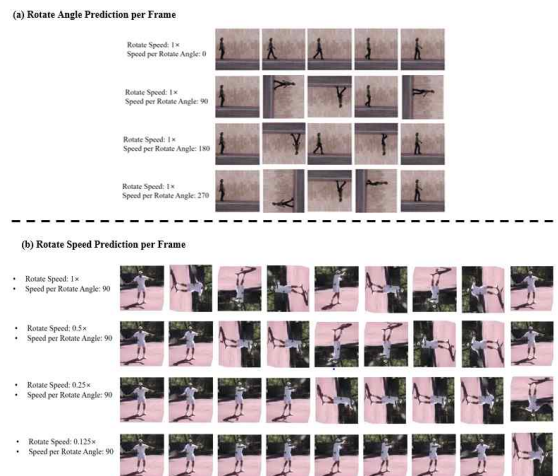 (a) Rotate Angle Prediction per Frame
Rotate Speed: 1×
Speed per Rotate Angle: 0
Rotate Speed: 1×
Speed per Rotate Angle: 90
Rotate Speed: 1×
Speed per Rotate Angle: 180
Rotate Speed: 1×
Speed per Rotate Angle: 270
(b) Rotate Speed Prediction per Frame
• Rotate Speed: 1×
• Speed per Rotate Angle: 90
• Rotate Speed: 0.5×
• Speed per Rotate Angle: 90
• Rotate Speed: 0.25×
• Speed per Rotate Angle: 90
• Rotate Speed: 0.125×
• Speed per Rotate Angle: 90